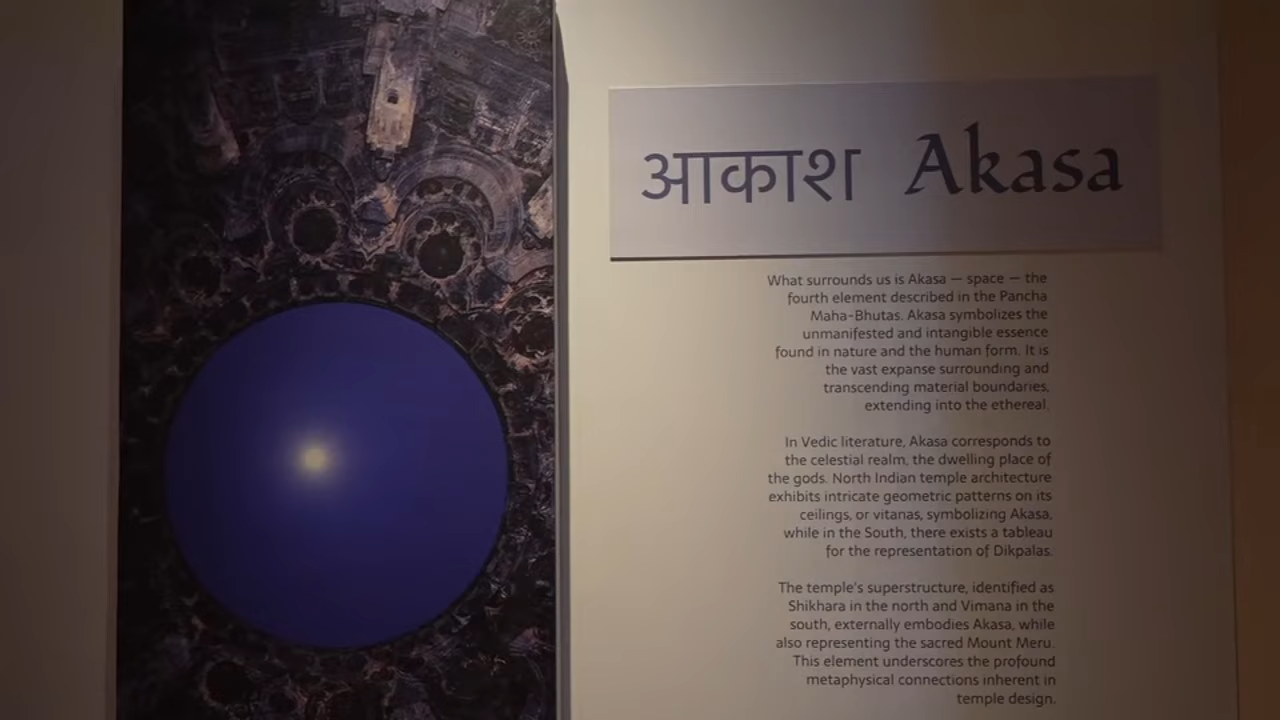 आकाश Akasa
What surrounds us is Akasa — space — the
fourth element described in the Pancha
Maha-Bhutas. Akasa symbolizes the
unmanifested and intangible essence
found in nature and the human form. It is
the vast expanse surrounding and
transcending material boundaries,
extending into the ethereal.
In Vedic literature, Akasa corresponds to
the celestial realm, the dwelling place of
the gods. North Indian temple architecture
exhibits intricate geometric patterns on its
ceilings, or vitanas, symbolizing Akasa,
while in the South, there exists a tableau
for the representation of Dikpalas.
The temple's superstructure, identified as
Shikhara in the north and Vimana in the
south, externally embodies Akasa, while
also representing the sacred Mount Meru.
This element underscores the profound
metaphysical connections inherent in
temple design.